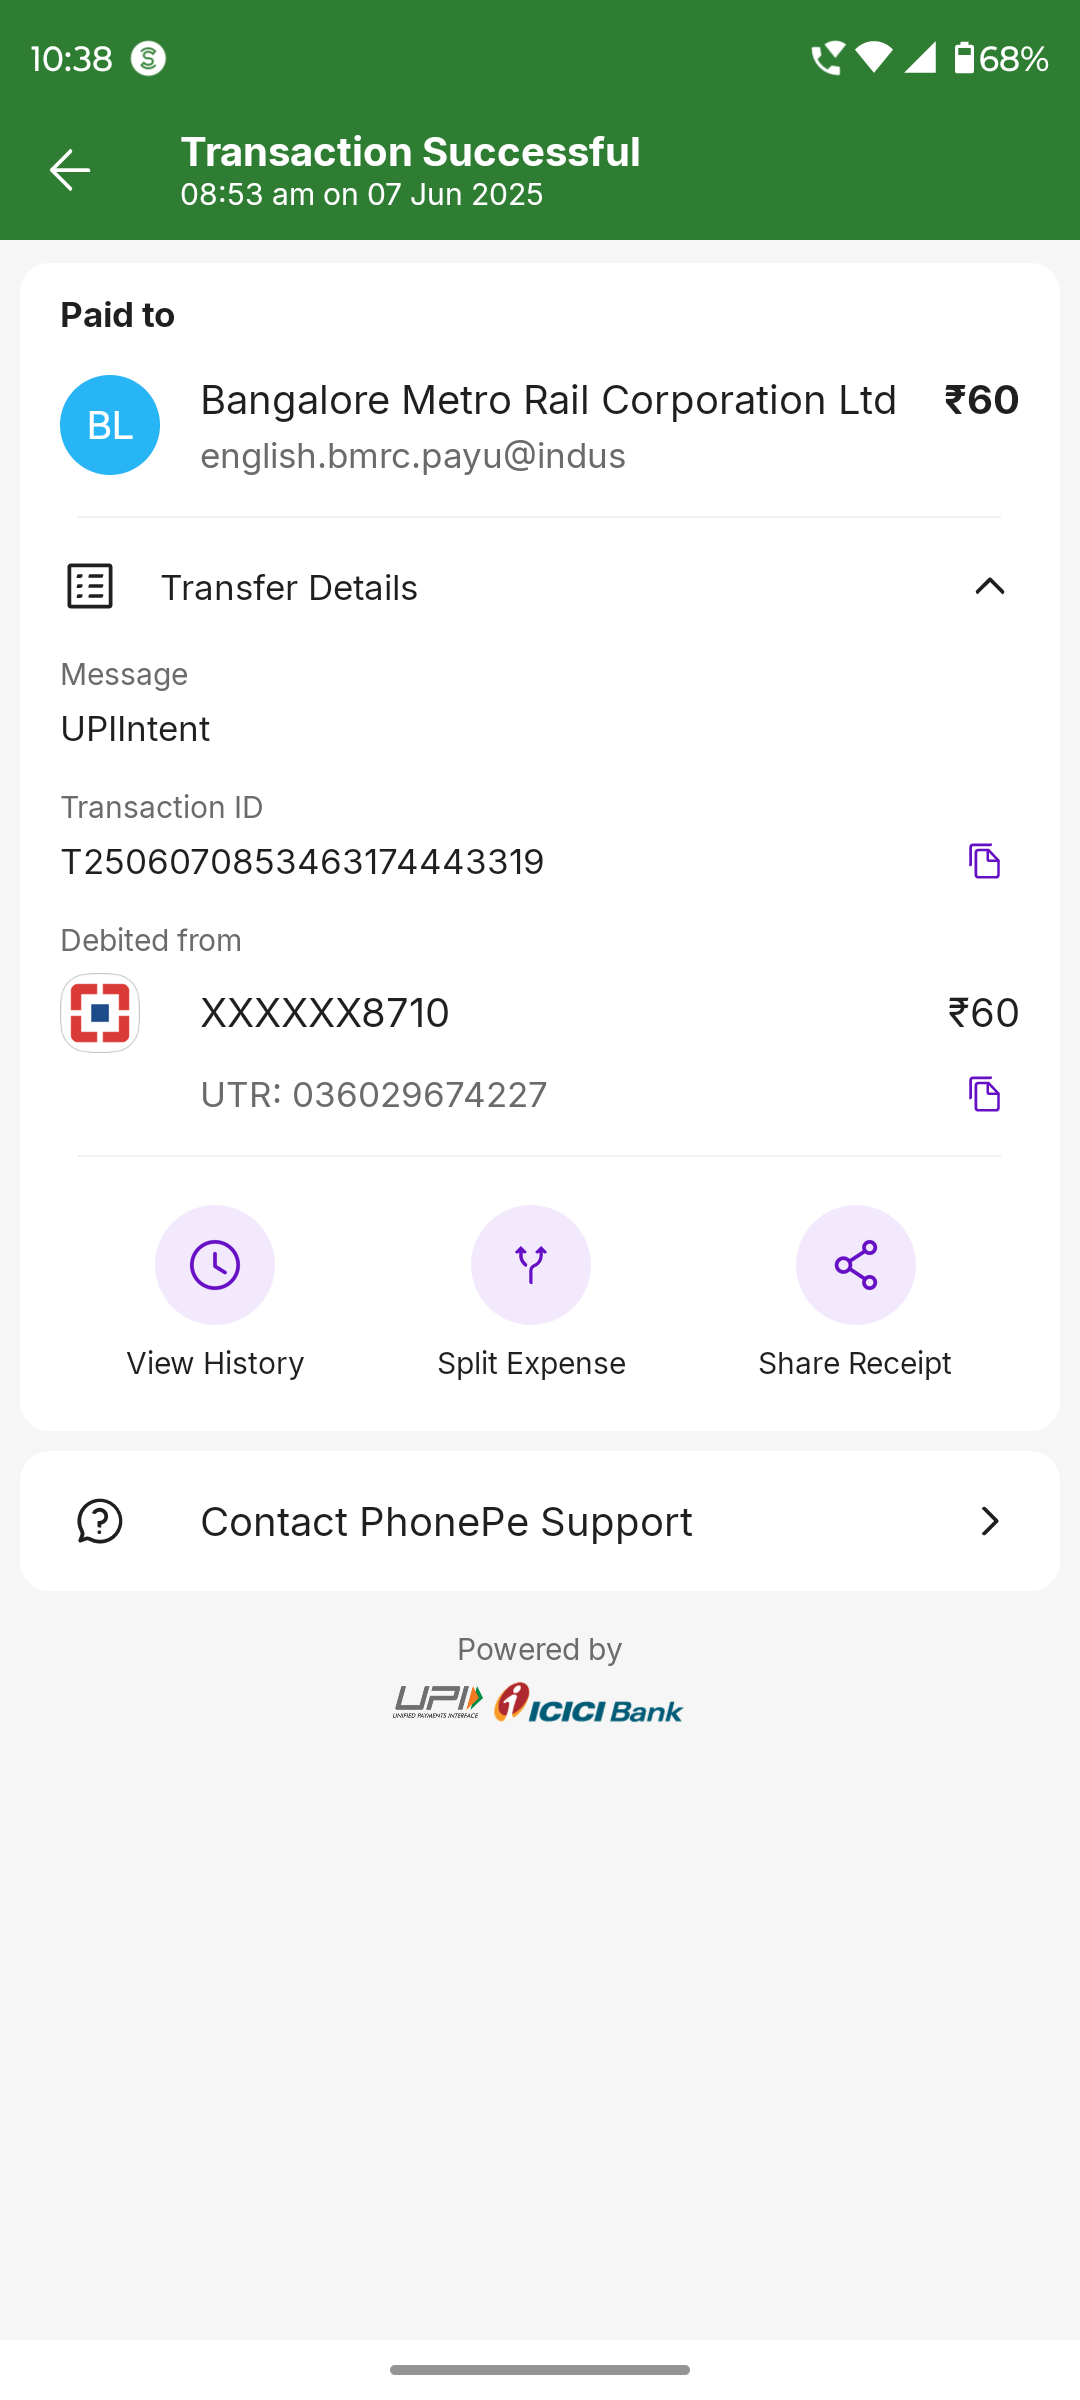 10:38
68%
Transaction Successful
08:53 am on 07 Jun 2025
Paid to
BL
Bangalore Metro Rail Corporation Ltd ₹60
english.bmrc.payu@indus
Transfer Details
Message
UPIIntent
Transaction ID
T2506070853463174443319
Debited from
XXXXXX8710 ₹60
UTR: 036029674227
View History Split Expense Share Receipt
Contact PhonePe Support
Powered by
UPI ICICI Bank
UNIFIED PAYMENTS INTERFACE